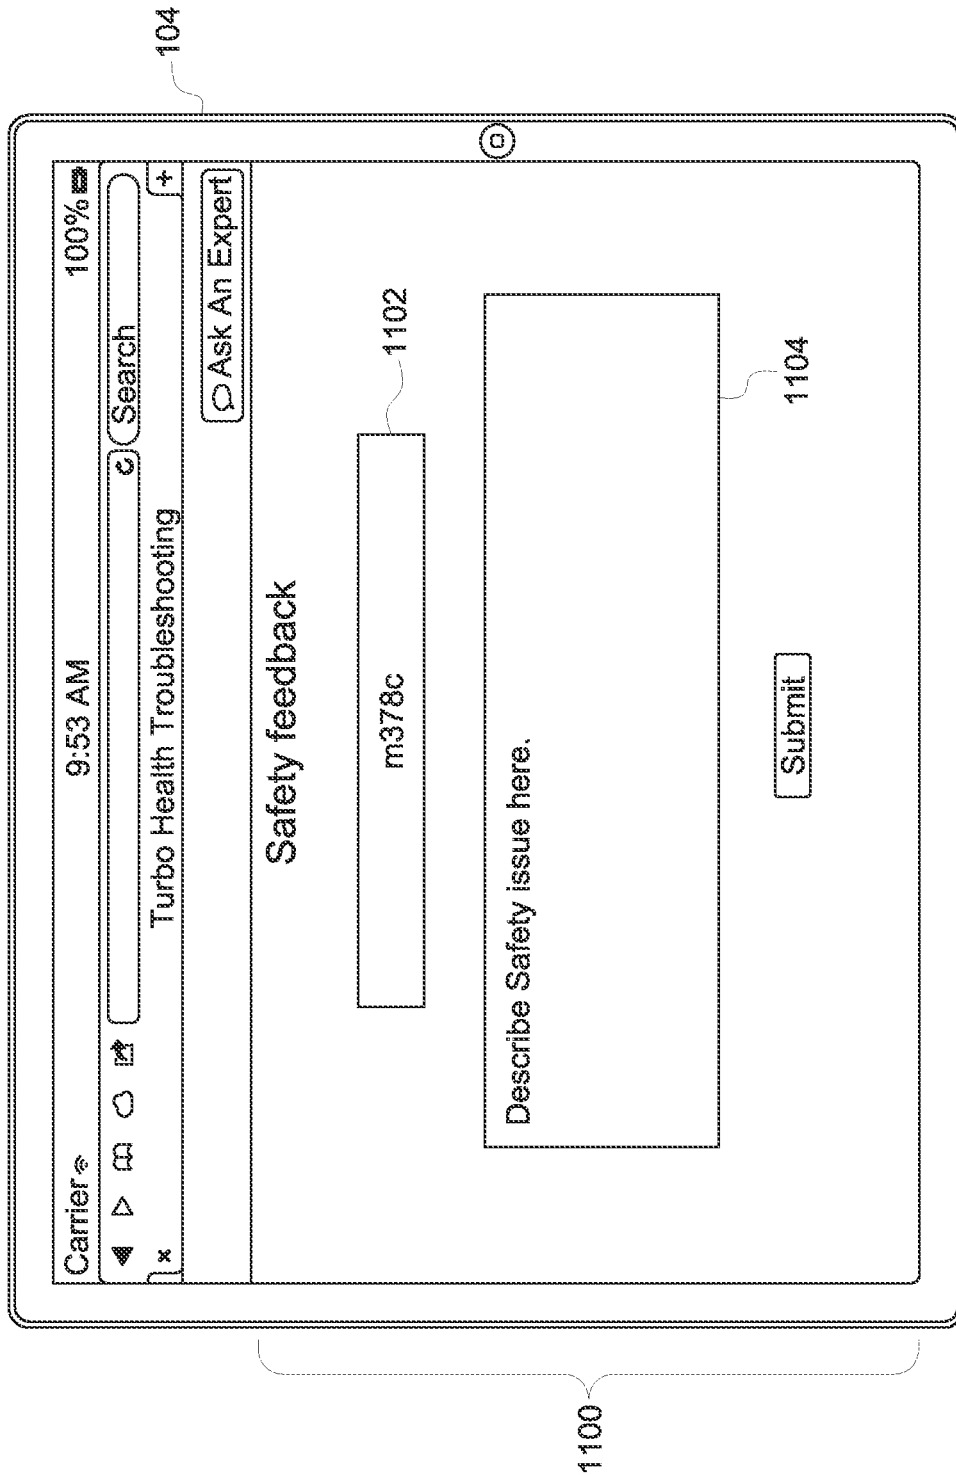 104
Carrier 9:53 AM 100%
Search
x Turbo Health Troubleshooting +
Ask An Expert
Safety feedback
m378c
1102
Describe Safety issue here.
1104
Submit
1100